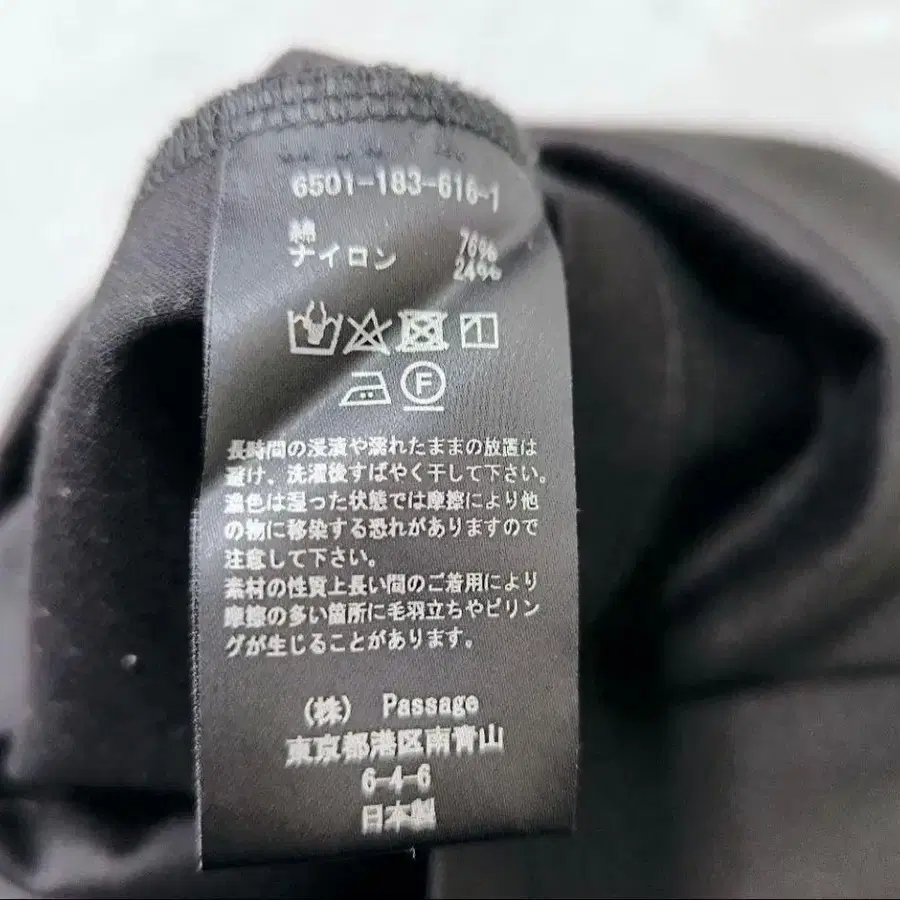 6501-183-616-1
綿 76%
ナイロン 24%
F
長時間の浸漬や濡れたままの放置は
避け、洗濯後すばやく干して下さい。
濃色は湿った状態では摩擦により他
の物に移染する恐れがありますので
注意して下さい。
素材の性質上長い間のご着用により
摩擦の多い箇所に毛羽立ちやピリン
グが生じることがあります。
(株) Passage
東京都港区南青山
6-4-6
日本製